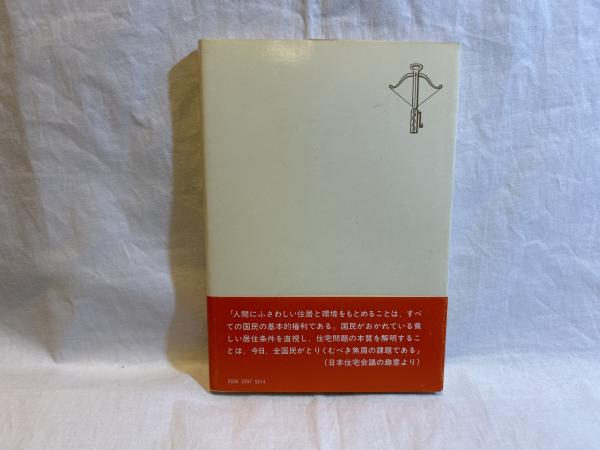 「人間にふさわしい住居と環境をもとめることは、すべ
ての国民の基本的権利である。国民がおかれている貧
しい居住条件を直視し、住宅問題の本質を解明するこ
とは、今日、全国民がとりくむべき焦眉の課題である」
(日本住宅会議の趣意より)
3336 2397 5214